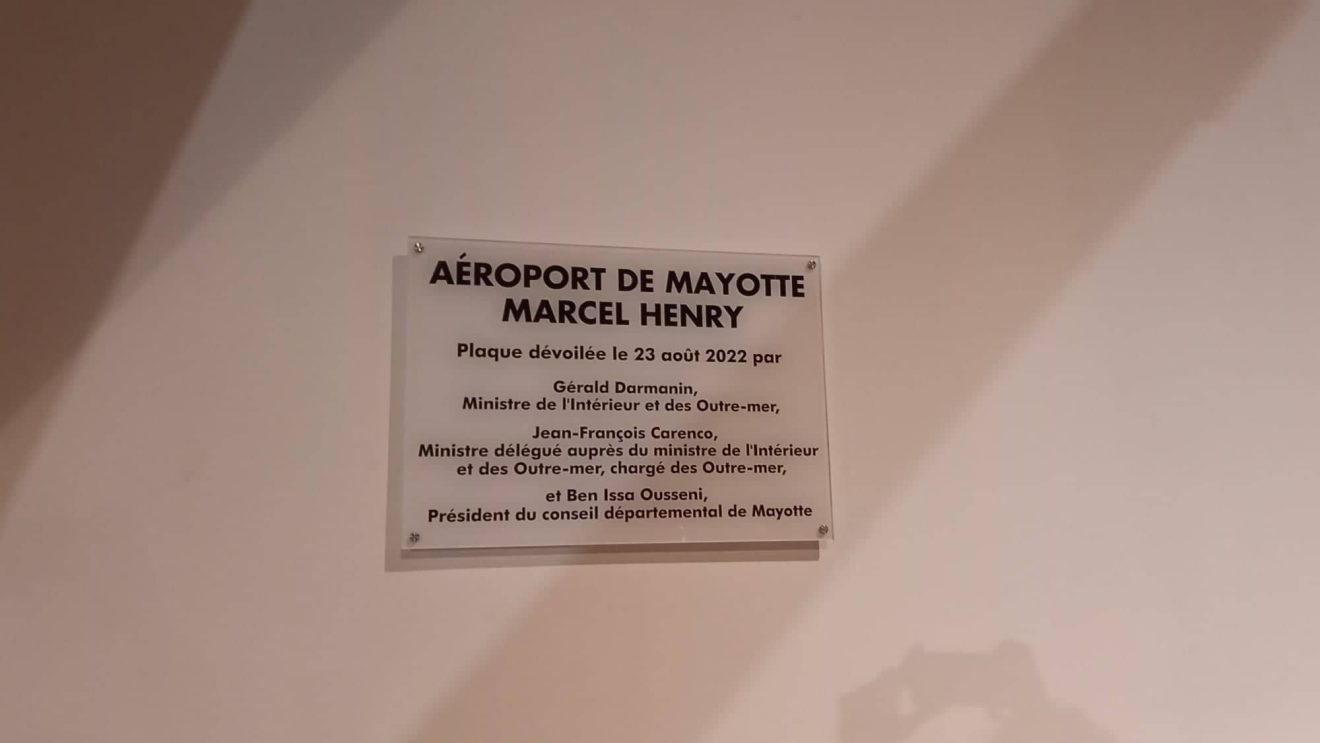 AÉROPORT DE MAYOTTE
MARCEL HENRY
Plaque dévoilée le 23 août 2022 par
Gérald Darmanin,
Ministre de l'Intérieur et des Outre-mer,
Jean-François Carenco,
Ministre délégué auprès du ministre de l'Intérieur
et des Outre-mer, chargé des Outre-mer,
et Ben Issa Ousseni,
Président du conseil départemental de Mayotte